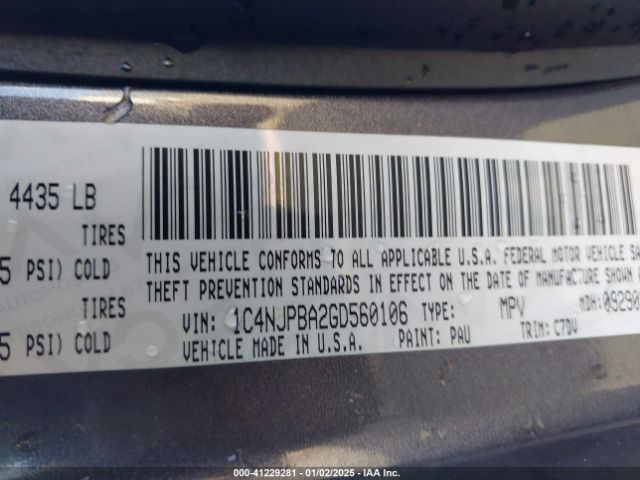 4435 LB
TIRES
5 PSI) COLD
TIRES
5 PSI) COLD
THIS VEHICLE CONFORMS TO ALL APPLICABLE U.S.A. FEDERAL MOTOR VEHICLE SA
THEFT PREVENTION STANDARDS IN EFFECT ON THE DATE OF MANUFACTURE SHOWN
VIN: 1C4NJPBA2GD560106 TYPE: MPV MDH: 09290
VEHICLE MADE IN U.S.A. PAINT: PAU TRIM: C7DV
000-41229281 | 01/02/2025 | IAA Inc.